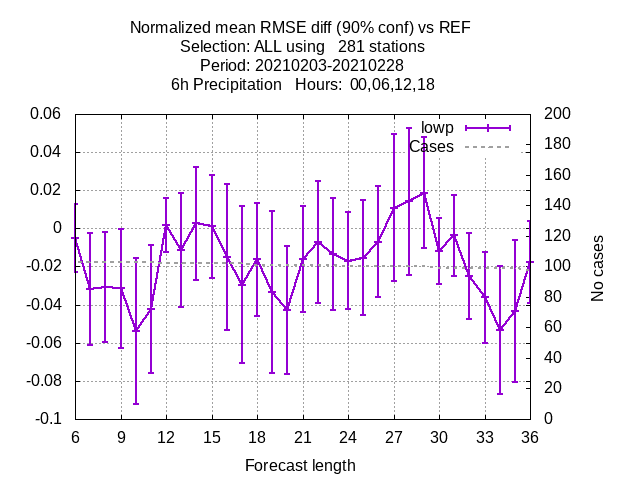 Normalized mean RMSE diff (90% conf) vs REF
Selection: ALL using   281 stations
Period: 20210203-20210228
6h Precipitation   Hours:  00,06,12,18
0.06
0.04
0.02
0
-0.02
-0.04
-0.06
-0.08
-0.1
lowp
Cases
200
180
160
140
120
100
80
60
40
20
0
No cases
6 9 12 15 18 21 24 27 30 33 36
Forecast length